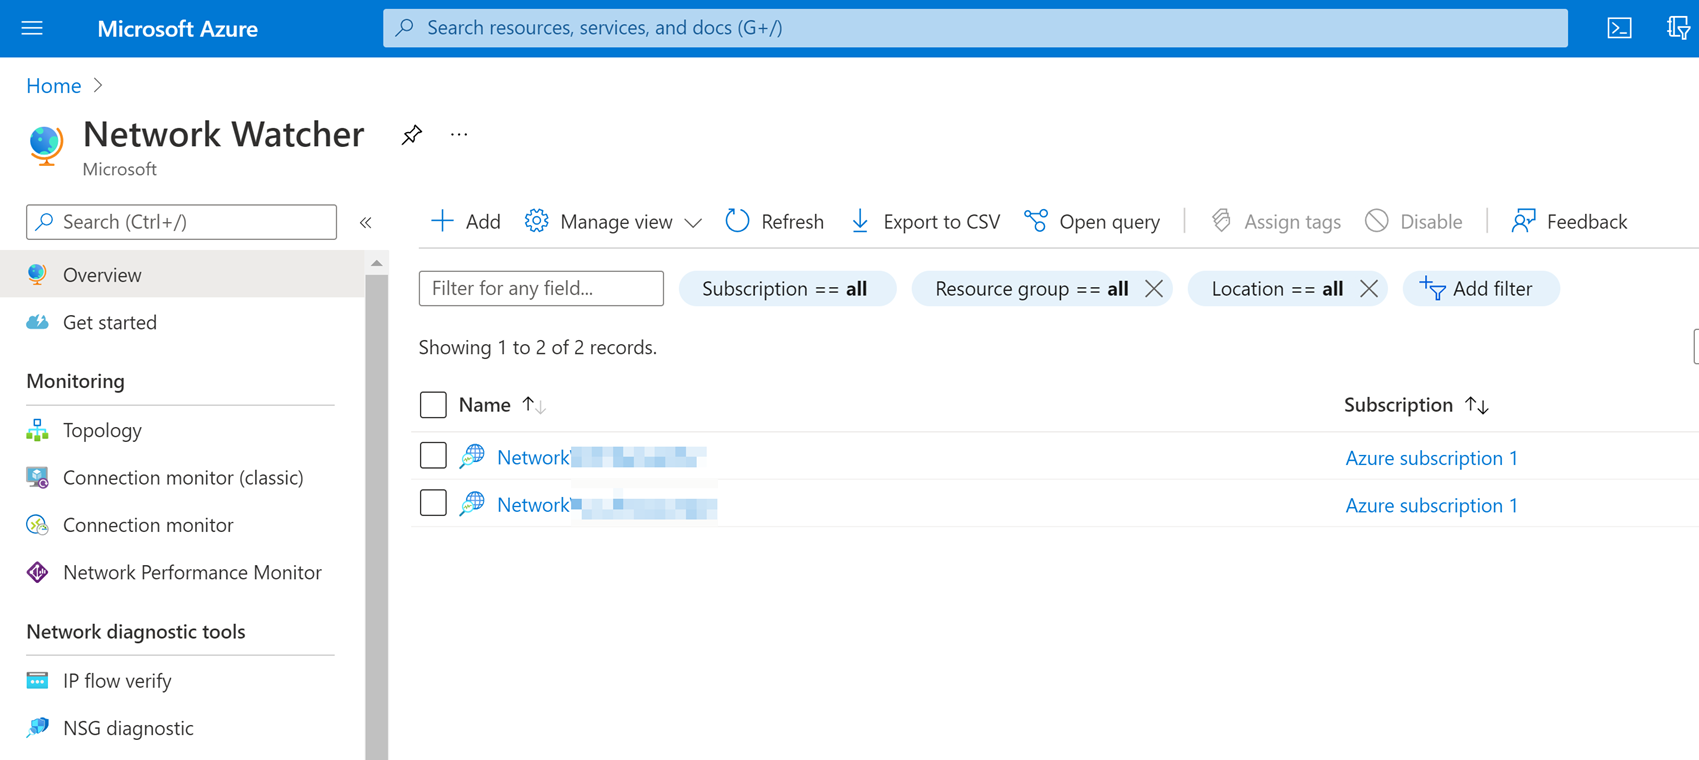 Microsoft Azure
Search resources, services, and docs (G+/)
Home
Network Watcher
Microsoft
Search (Ctrl+/)
Overview
Get started
Monitoring
Topology
Connection monitor (classic)
Connection monitor
Network Performance Monitor
Network diagnostic tools
IP flow verify
NSG diagnostic
Add Manage view Refresh Export to CSV Open query Assign tags Disable Feedback
Filter for any field... Subscription == all Resource group == all Location == all Add filter
Showing 1 to 2 of 2 records.
Name Subscription
Network Azure subscription 1
Network Azure subscription 1